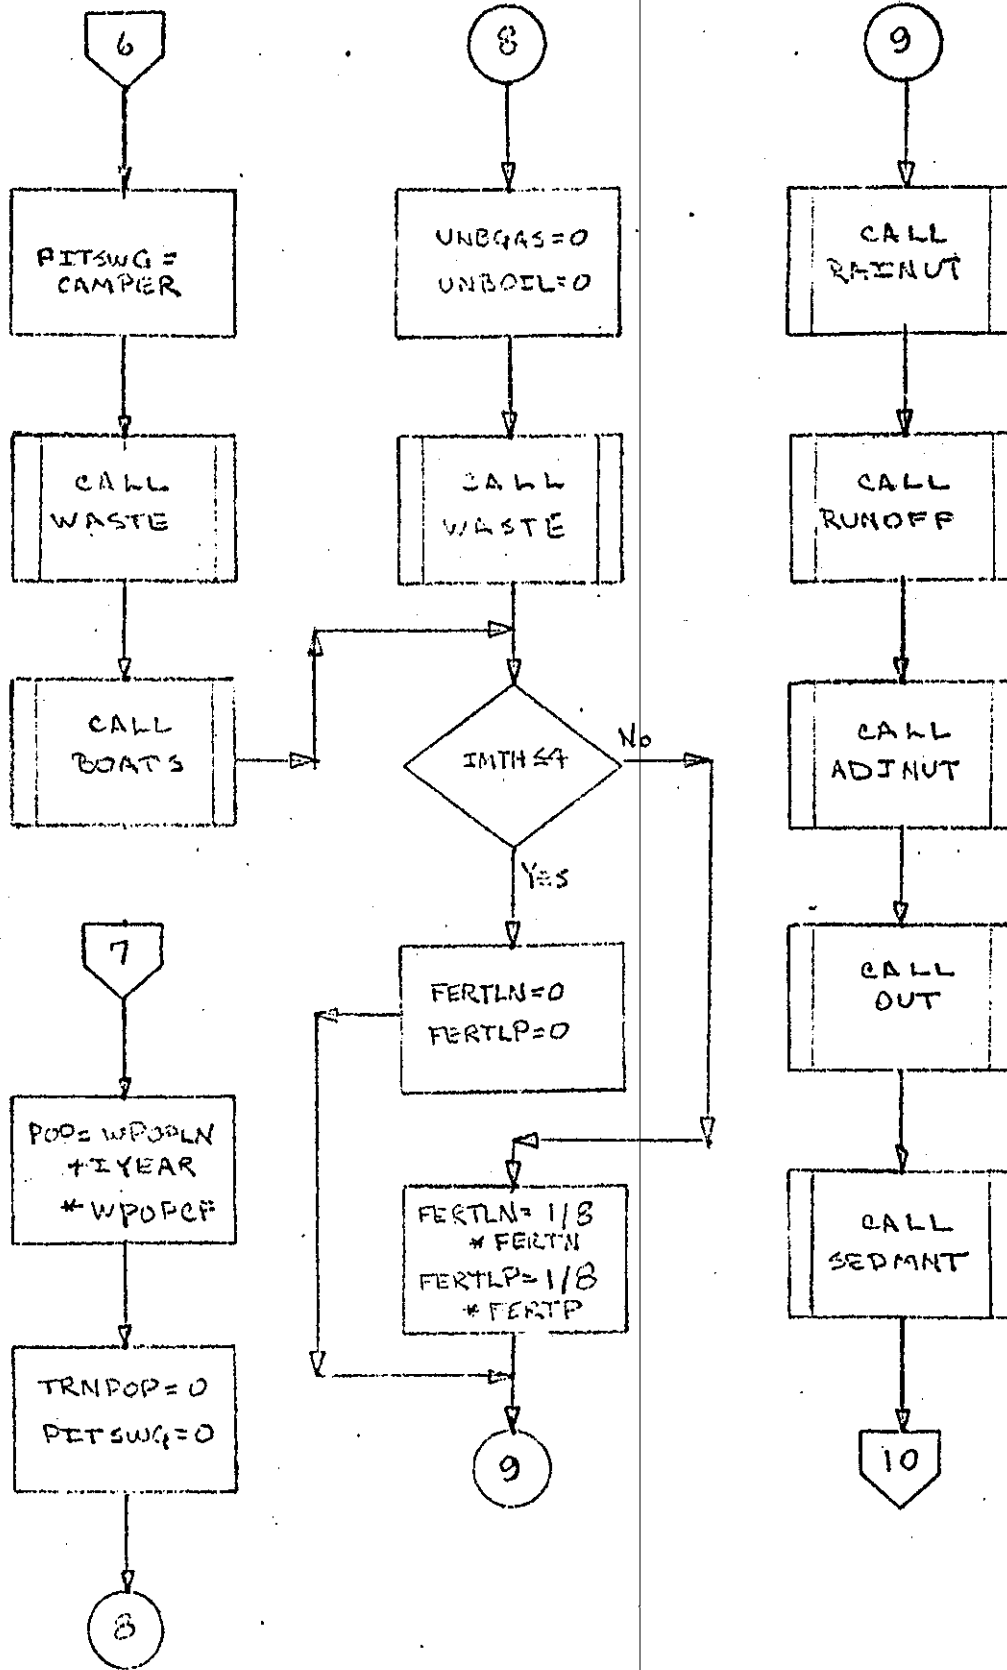 6
PITSWG =
CAMPER
CALL
WASTE
CALL
BOATS
7
POP = WPOPLN
+ IYEAR
* WPOPCF
TRNPOP = 0
PITSWG = 0
8
8
UNBGAS = 0
UNBOIL = 0
CALL
WASTE
IMTH ≤ 4
No
Yes
FERTLN = 0
FERTLP = 0
FERTLN = 1/8
* FERTN
FERTLP = 1/8
* FERTP
9
9
CALL
RAINUT
CALL
RUNOFF
CALL
ADINUT
CALL
OUT
CALL
SEDMNT
10